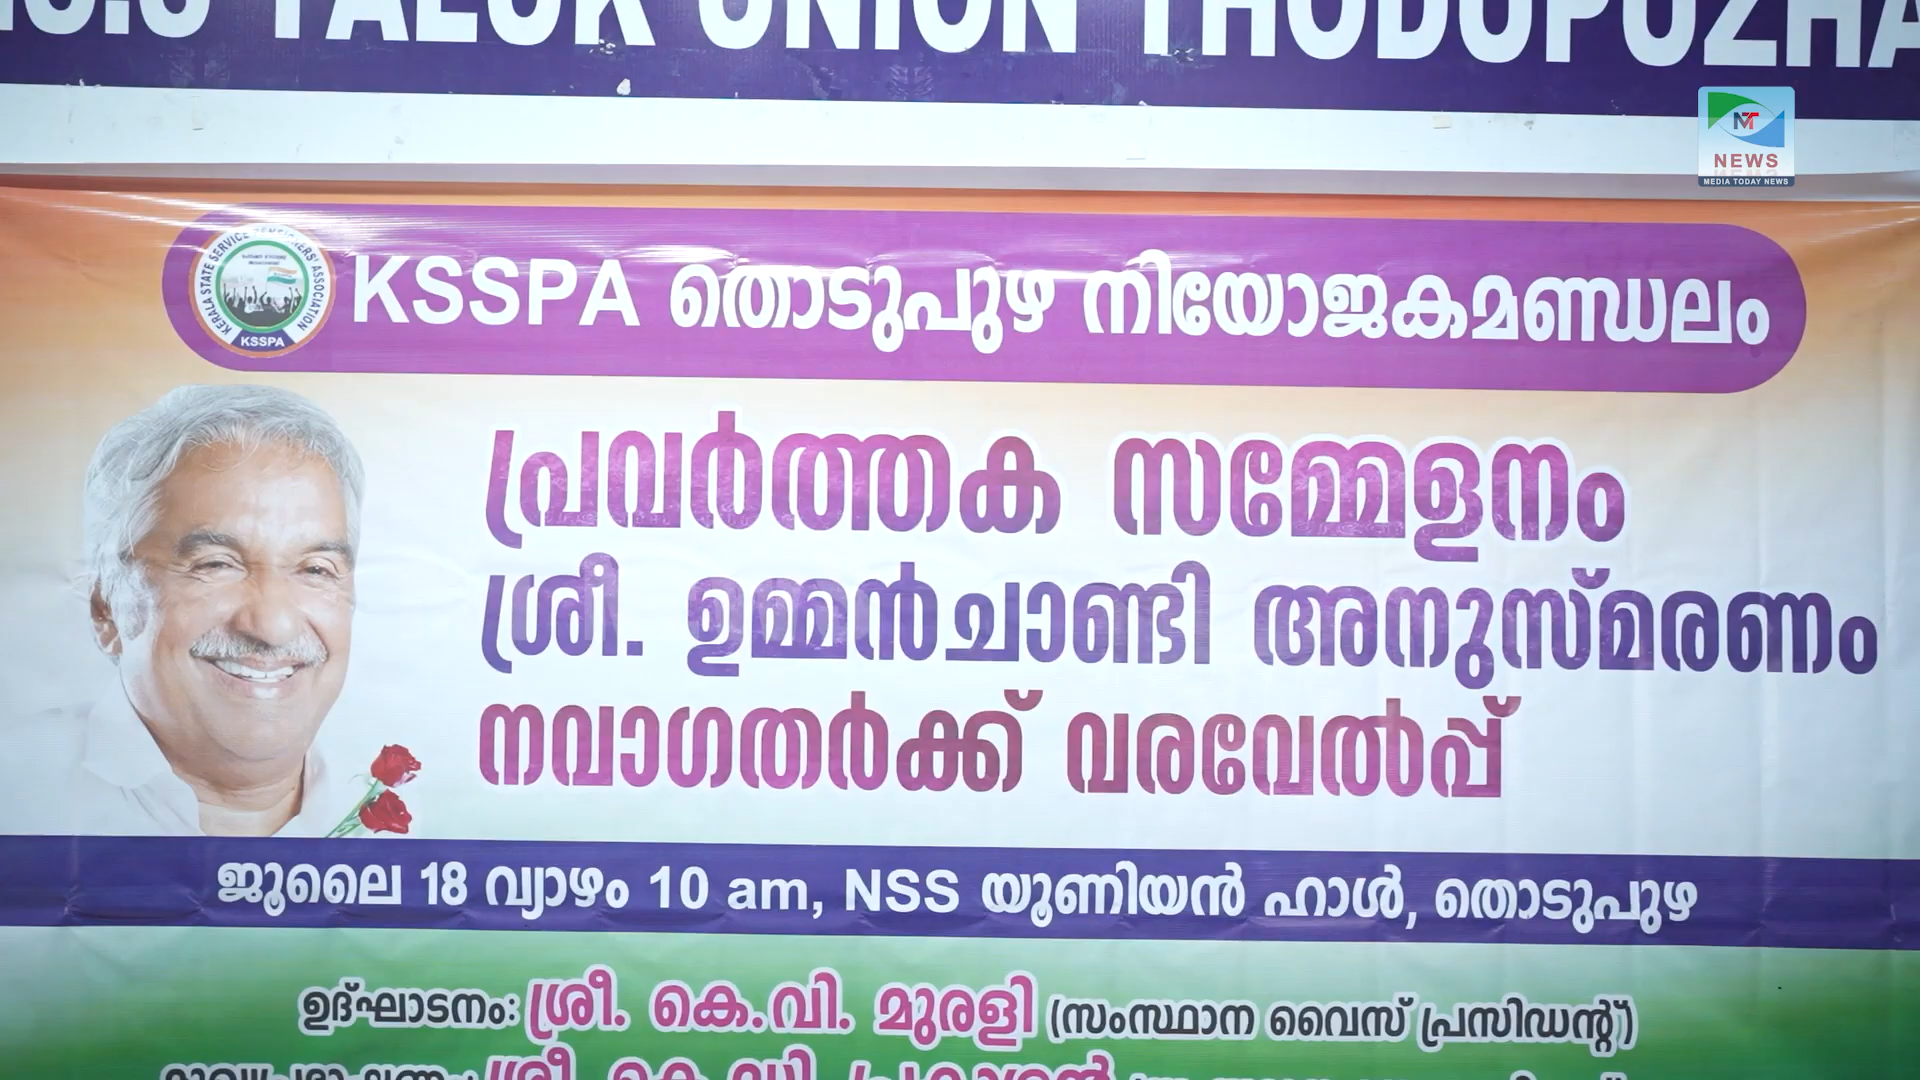 TALUK UNION THODUPUZHA
NEWS
MEDIA TODAY NEWS
KERALA STATE SERVICE PENSIONERS' ASSOCIATION
KSSPA
KSSPA തൊടുപുഴ നിയോജകമണ്ഡലം
പ്രവർത്തക സമ്മേളനം
ശ്രീ. ഉമ്മൻചാണ്ടി അനുസ്മരണം
നവാഗതർക്ക് വരവേൽപ്പ്
ജൂലൈ 18 വ്യാഴം 10 am, NSS യൂണിയൻ ഹാൾ, തൊടുപുഴ
ഉദ്ഘാടനം: ശ്രീ. കെ.വി. മുരളി (സംസ്ഥാന വൈസ് പ്രസിഡന്റ്)